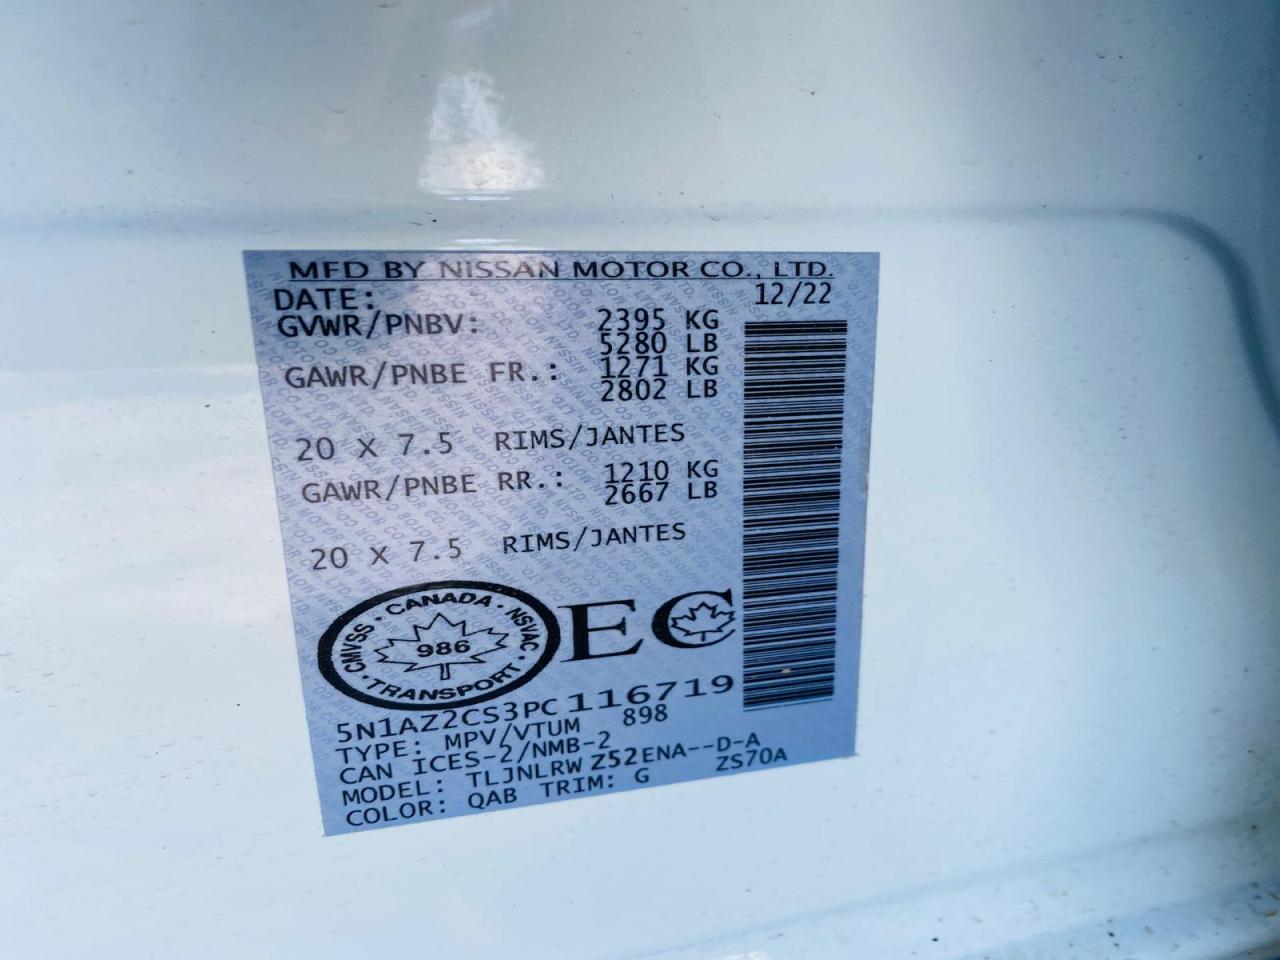 MFD BY NISSAN MOTOR CO., LTD.
DATE: 12/22
GVWR/PNBV: 2395 KG
5280 LB
GAWR/PNBE FR.: 1271 KG
2802 LB
20 X 7.5 RIMS/JANTES
GAWR/PNBE RR.: 1210 KG
2667 LB
20 X 7.5 RIMS/JANTES
CMVSS · CANADA · NSVAC · TRANSPORT ·
986
EC
5N1AZ2CS3PC116719
TYPE: MPV/VTUM 898
CAN ICES-2/NMB-2
MODEL: TLJNLRW Z52ENA--D-A
COLOR: QAB TRIM: G ZS70A